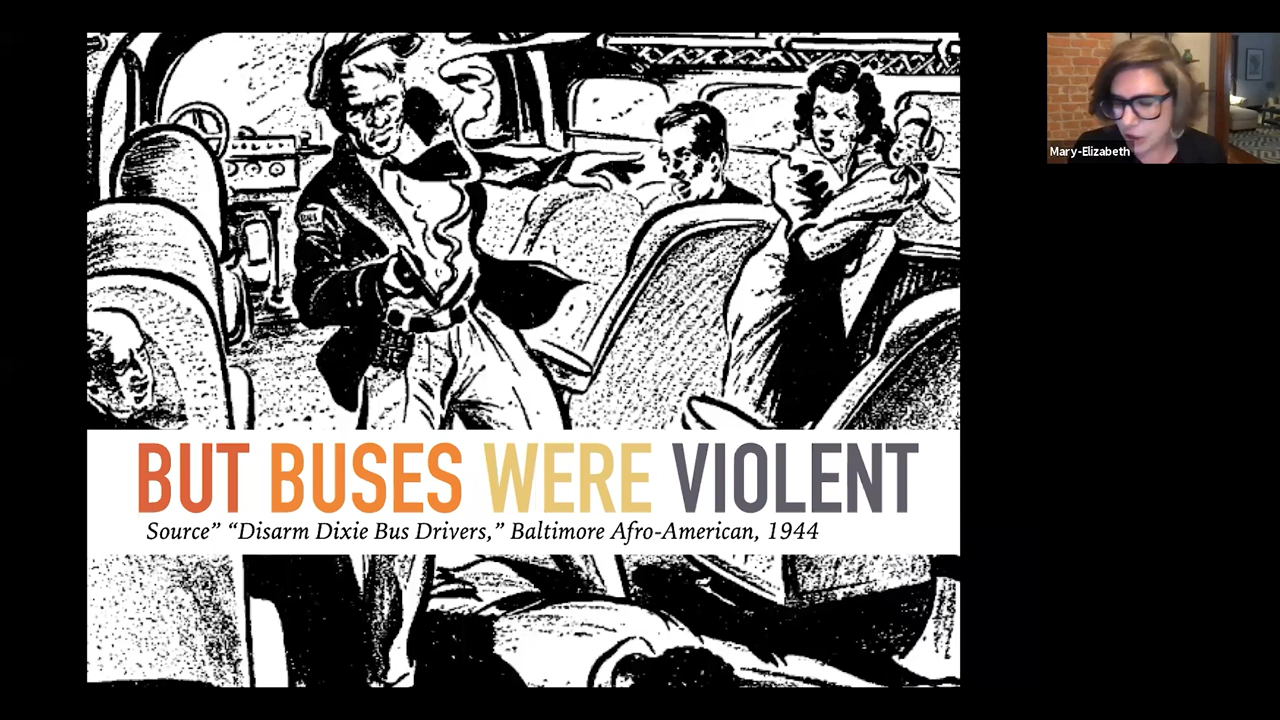 BUT BUSES WERE VIOLENT
Source” “Disarm Dixie Bus Drivers,” Baltimore Afro-American, 1944
Mary-Elizabeth